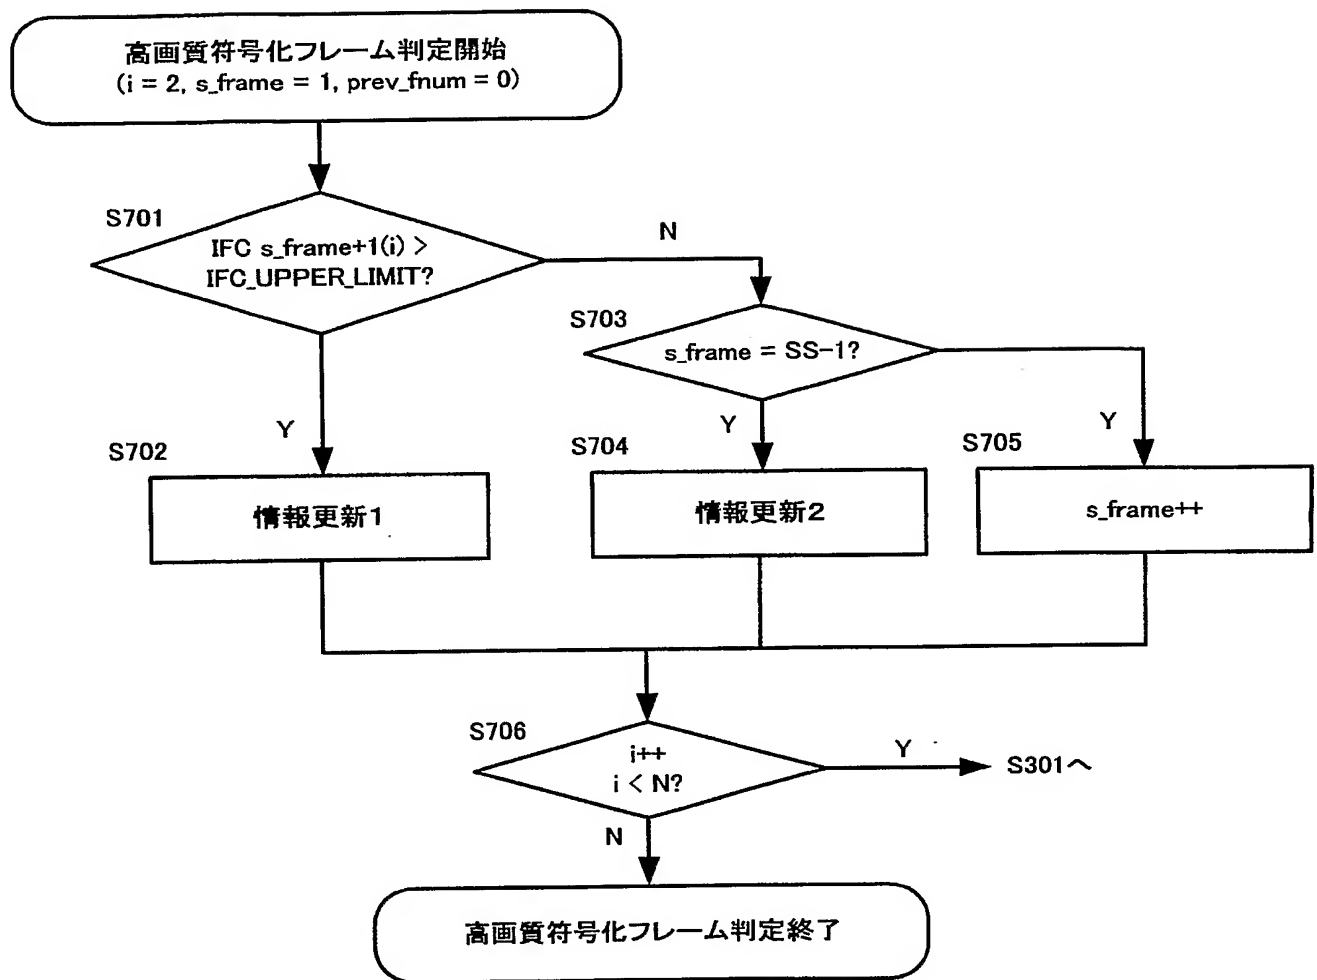 高画質符号化フレーム判定開始
(i = 2, s_frame = 1, prev_fnum = 0)
S701
IFC s_frame+1(i) >
IFC_UPPER_LIMIT?
N
S703
s_frame = SS-1?
Y
S702
情報更新1
Y
S704
情報更新2
Y
S705
s_frame++
S706
i++
i < N?
Y
S301へ
N
高画質符号化フレーム判定終了